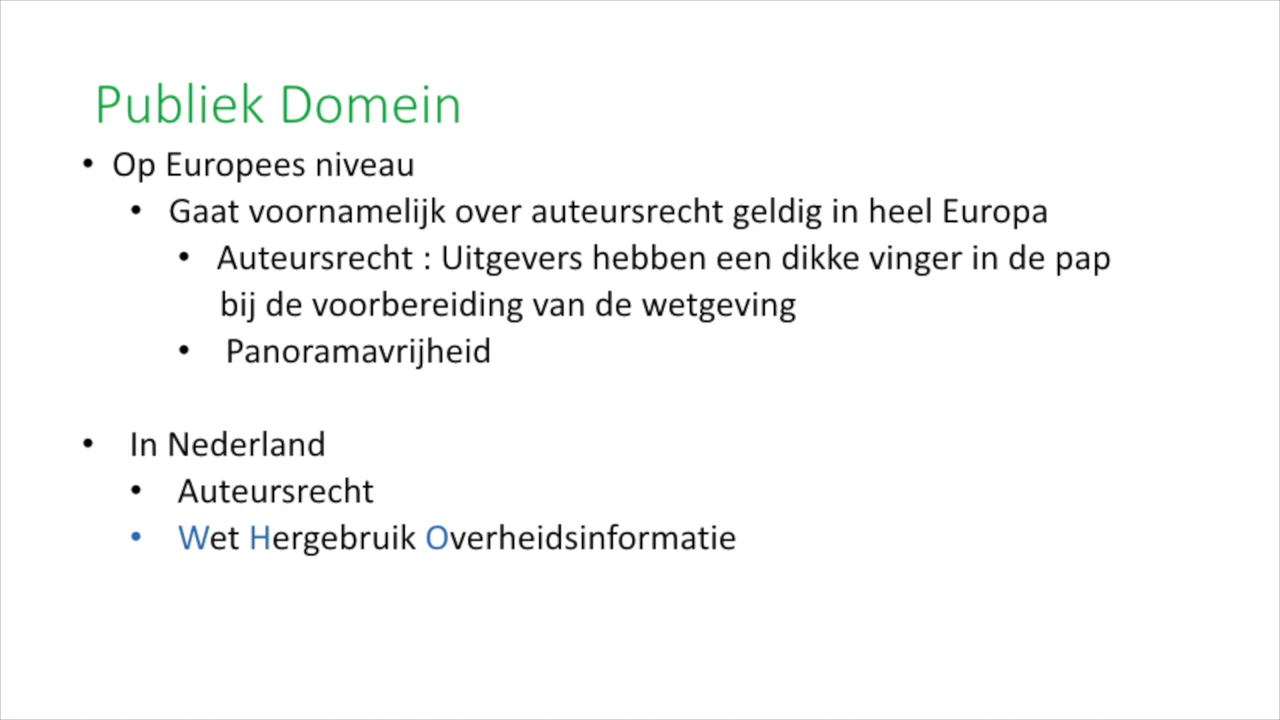 Publiek Domein
• Op Europees niveau
• Gaat voornamelijk over auteursrecht geldig in heel Europa
• Auteursrecht : Uitgevers hebben een dikke vinger in de pap
bij de voorbereiding van de wetgeving
• Panoramavrijheid
• In Nederland
• Auteursrecht
• Wet Hergebruik Overheidsinformatie